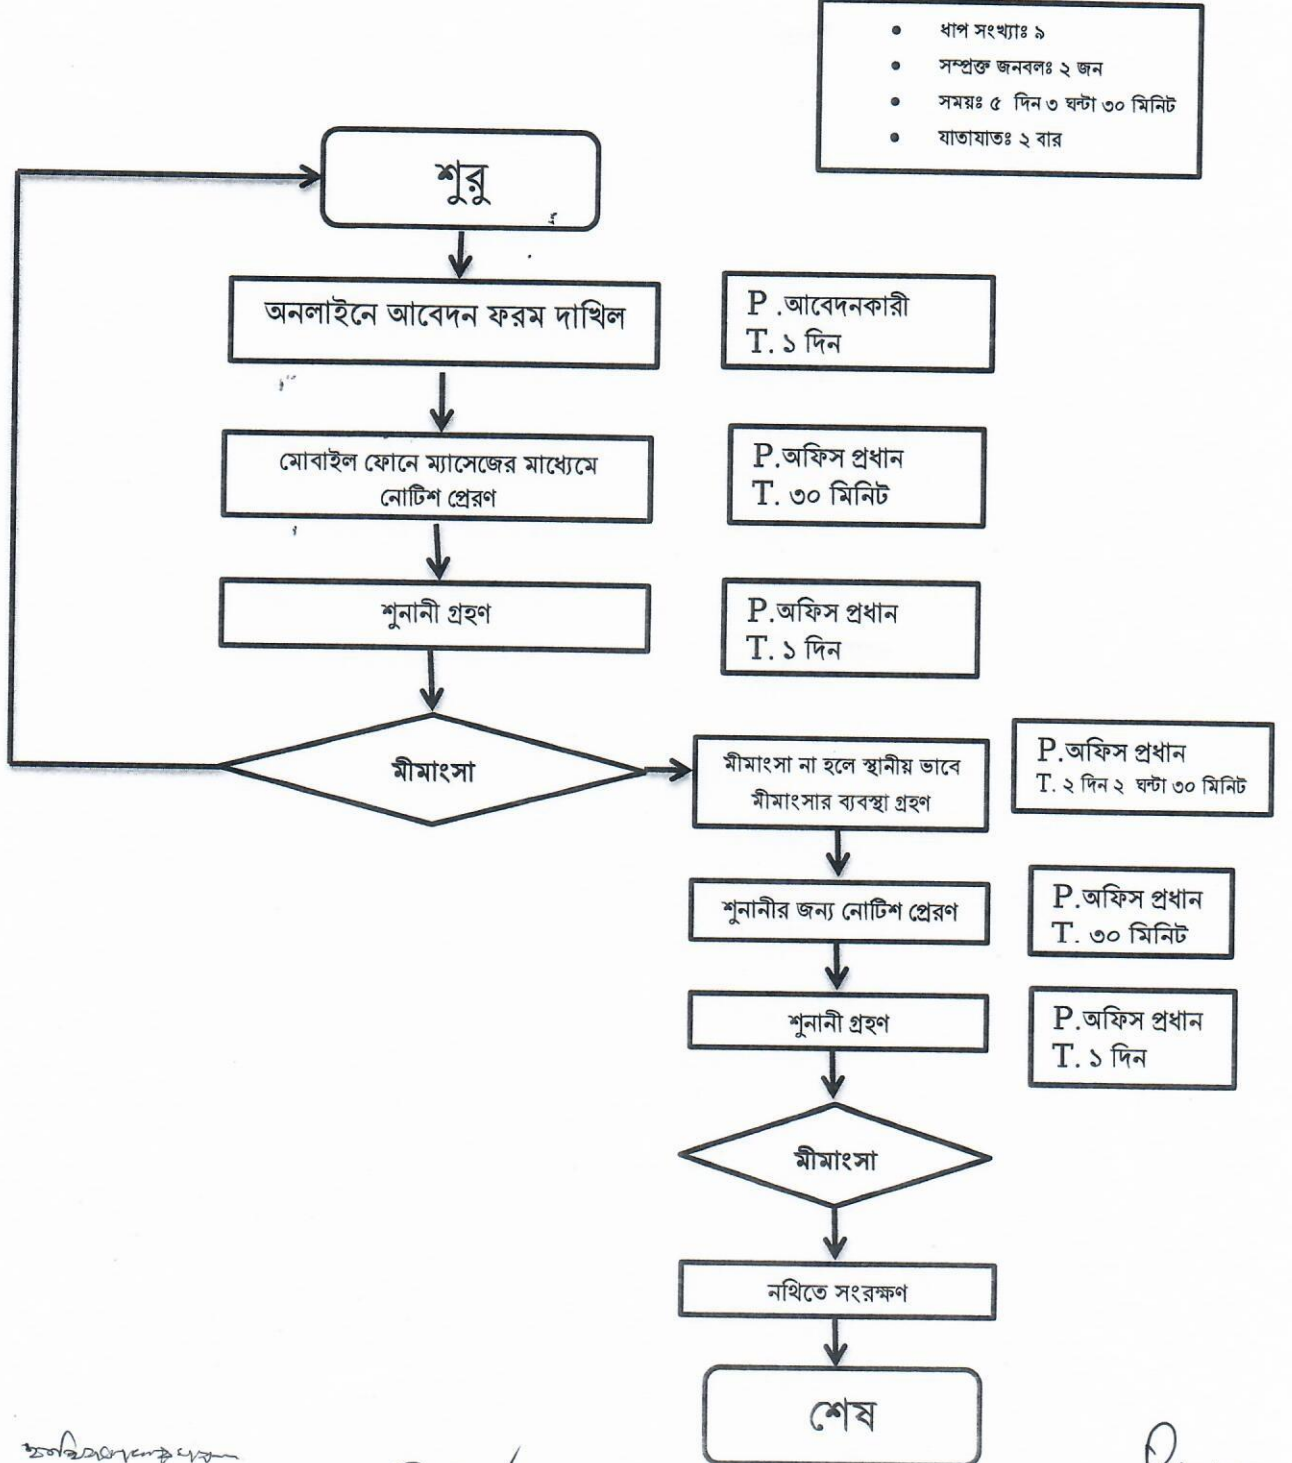 ধাপ সংখ্যাঃ ৯
সম্প্রক্ত জনবলঃ ২ জন
সময়ঃ ৫ দিন ৩ ঘন্টা ৩০ মিনিট
যাতাযাতঃ ২ বার
শুরু
অনলাইনে আবেদন ফরম দাখিল
P .আবেদনকারী
T. ১ দিন
মোবাইল ফোনে ম্যাসেজের মাধ্যেমে
নোটিশ প্রেরণ
P.অফিস প্রধান
T. ৩০ মিনিট
শুনানী গ্রহণ
P.অফিস প্রধান
T. ১ দিন
মীমাংসা
মীমাংসা না হলে স্থানীয় ভাবে
মীমাংসার ব্যবস্থা গ্রহণ
P.অফিস প্রধান
T. ২ দিন ২ ঘন্টা ৩০ মিনিট
শুনানীর জন্য নোটিশ প্রেরণ
P.অফিস প্রধান
T. ৩০ মিনিট
শুনানী গ্রহণ
P.অফিস প্রধান
T. ১ দিন
মীমাংসা
নথিতে সংরক্ষণ
শেষ